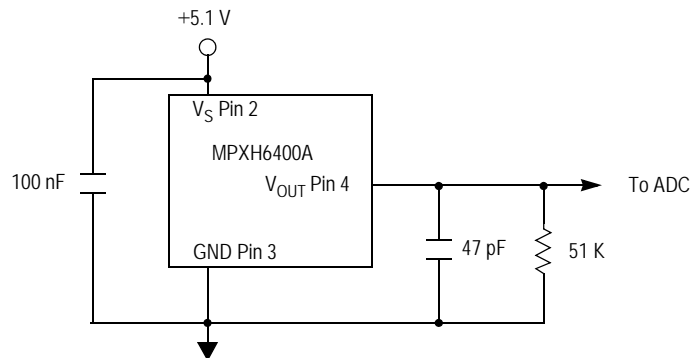 +5.1 V
V_S Pin 2
MPXH6400A
100 nF
V_OUT Pin 4
To ADC
GND Pin 3
47 pF
51 K